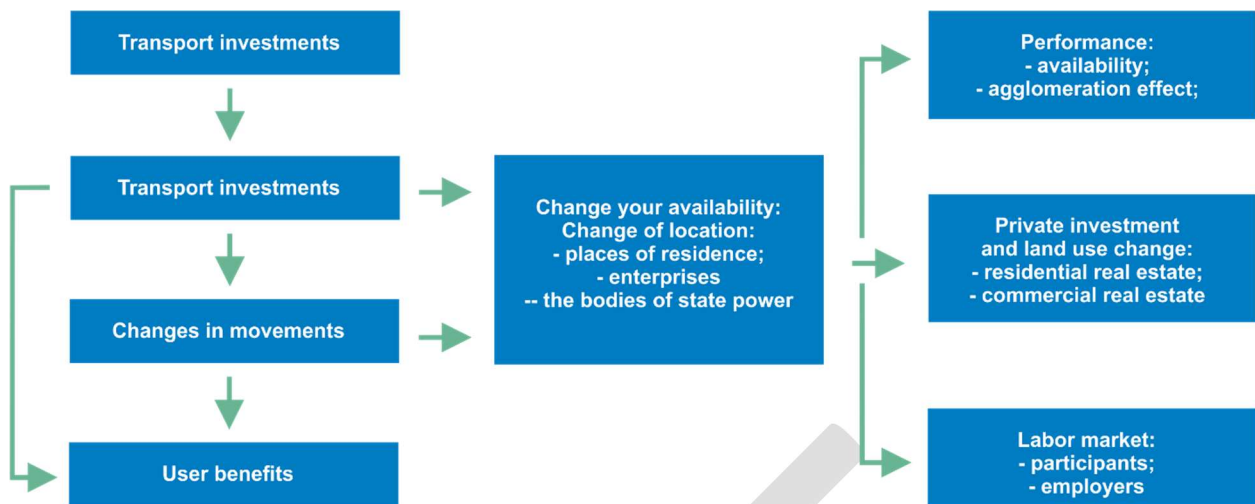 Transport investments
Transport investments
Changes in movements
User benefits
Change your availability:
Change of location:
- places of residence;
- enterprises
-- the bodies of state power
Performance:
- availability;
- agglomeration effect;
Private investment
and land use change:
- residential real estate;
- commercial real estate
Labor market:
- participants;
- employers